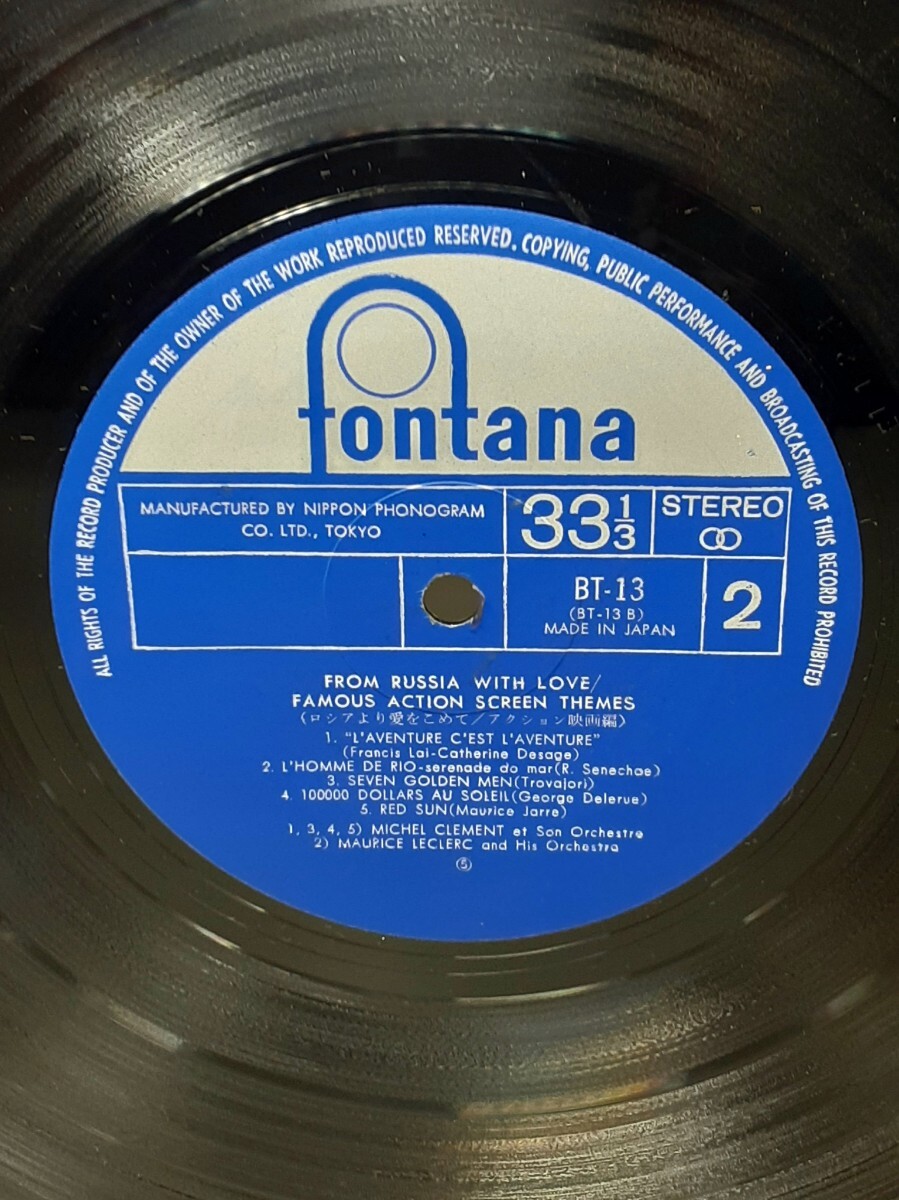 ALL RIGHTS OF THE RECORD PRODUCER AND OF THE OWNER OF THE WORK REPRODUCED RESERVED. COPYING, PUBLIC PERFORMANCE AND BROADCASTING OF THIS RECORD PROHIBITED
fontana
MANUFACTURED BY NIPPON PHONOGRAM
CO. LTD., TOKYO
33 1/3
STEREO
BT-13
(BT-13 B)
MADE IN JAPAN
2
FROM RUSSIA WITH LOVE/
FAMOUS ACTION SCREEN THEMES
(ロシアより愛をこめて/アクション映画編)
1. "L'AVENTURE C'EST L'AVENTURE"
(Francis Lai-Catherine Desage)
2. L'HOMME DE RIO-serenade do mar(R. Senechae)
3. SEVEN GOLDEN MEN(Trovajori)
4. 100000 DOLLARS AU SOLEIL(George Delerue)
5. RED SUN(Maurice Jarre)
1, 3, 4, 5) MICHEL CLEMENT et Son Orchestre
2) MAURICE LECLERC and His Orchestra
⑤